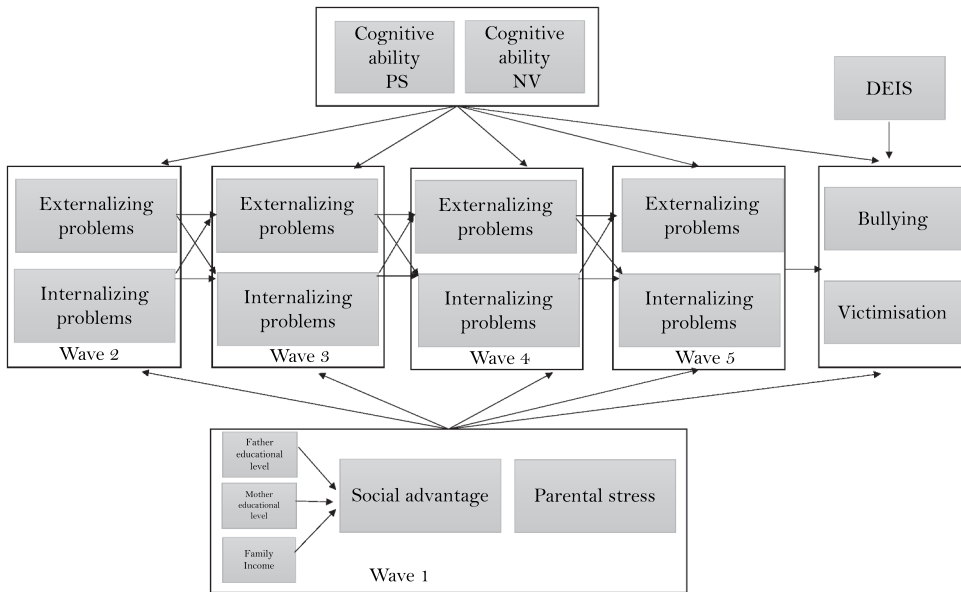 Cognitive
ability
PS
Cognitive
ability
NV
DEIS
Externalizing
problems
Internalizing
problems
Wave 2
Externalizing
problems
Internalizing
problems
Wave 3
Externalizing
problems
Internalizing
problems
Wave 4
Externalizing
problems
Internalizing
problems
Wave 5
Bullying
Victimisation
Father
educational
level
Mother
educational
level
Family
Income
Social advantage
Parental stress
Wave 1